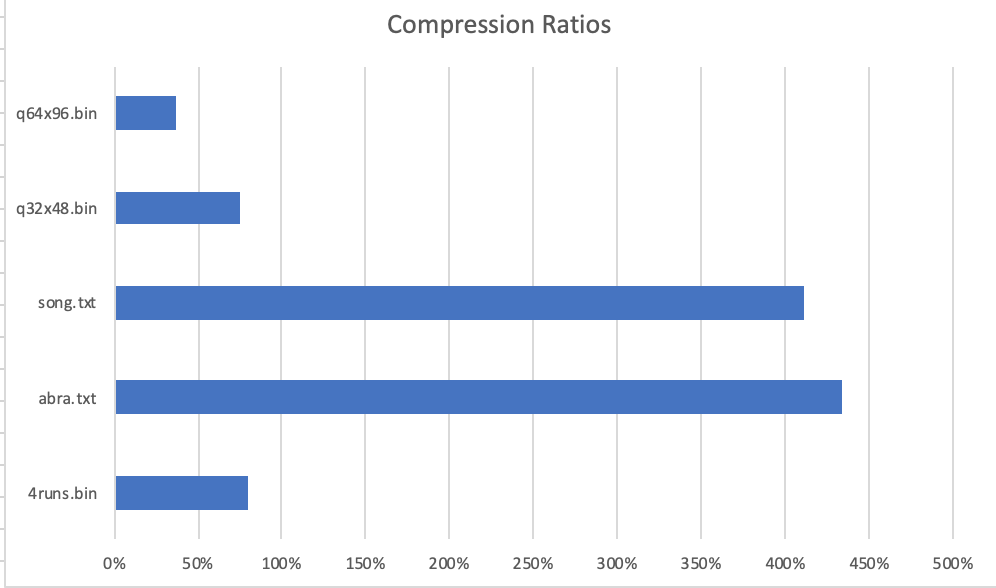 Compression Ratios
q64x96.bin
q32x48.bin
song.txt
abra.txt
4runs.bin
0% 50% 100% 150% 200% 250% 300% 350% 400% 450% 500%